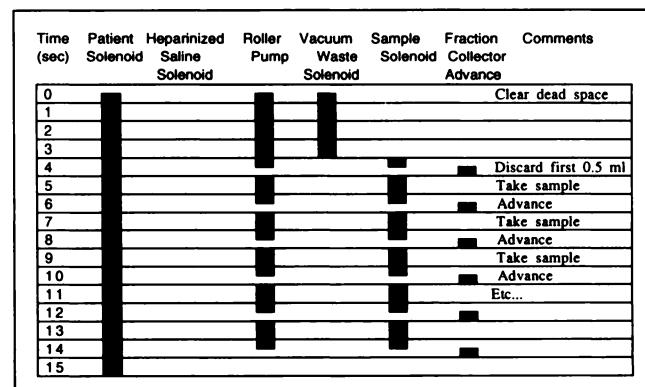 Time Patient Heparinized Roller Vacuum Sample Fraction Comments
(sec) Solenoid Saline Pump Waste Solenoid Collector
Solenoid Solenoid Advance
0 Clear dead space
1
2
3
4 Discard first 0.5 ml
5 Take sample
6 Advance
7 Take sample
8 Advance
9 Take sample
10 Advance
11 Etc...
12
13
14
15